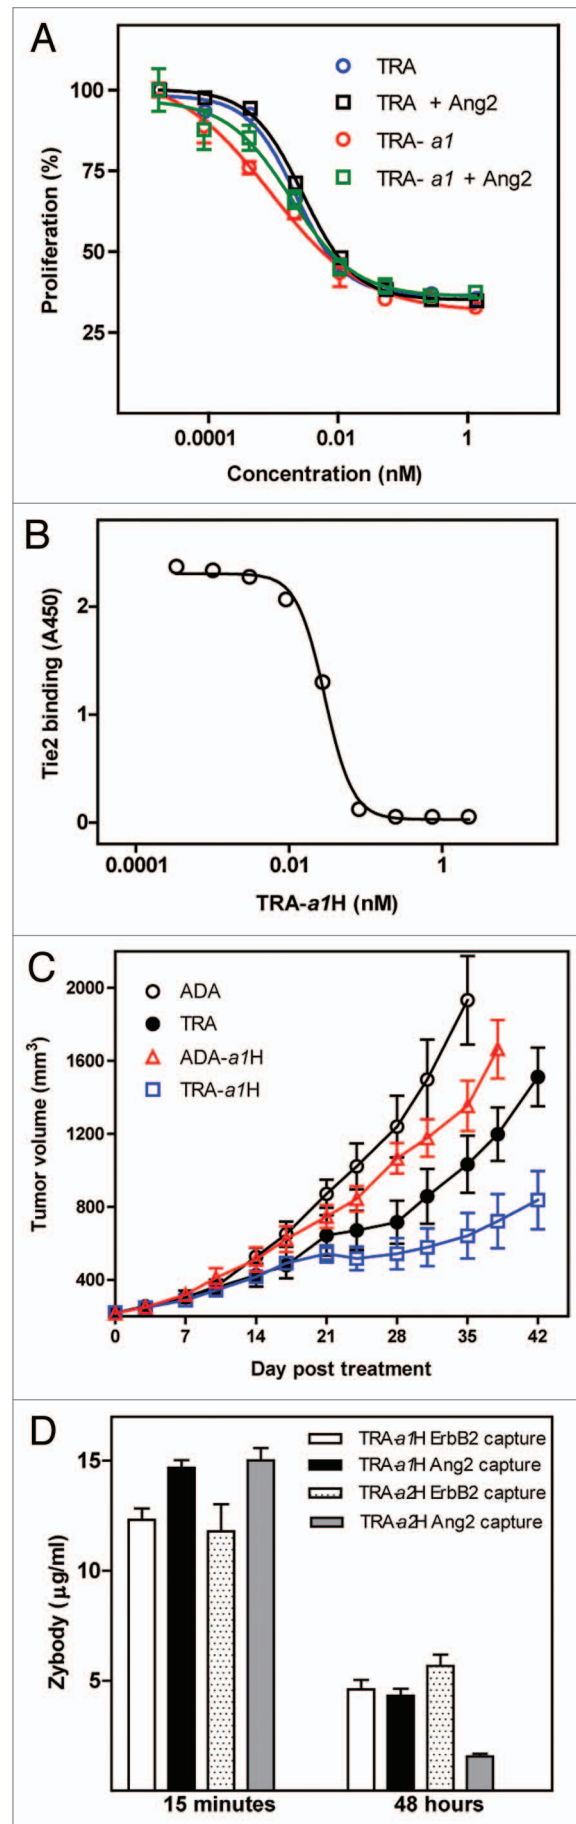 A
100
75
50
25
Proliferation (%)
TRA
TRA + Ang2
TRA- a1
TRA- a1 + Ang2
0.0001
0.01
1
Concentration (nM)
B
2
1
0
Tie2 binding (A450)
0.0001
0.01
1
TRA-a1H (nM)
C
2000
1600
1200
800
400
Tumor volume (mm³)
ADA
TRA
ADA-a1H
TRA-a1H
0
7
14
21
28
35
42
Day post treatment
D
15
10
5
Zybody (µg/ml)
TRA-a1H ErbB2 capture
TRA-a1H Ang2 capture
TRA-a2H ErbB2 capture
TRA-a2H Ang2 capture
15 minutes
48 hours